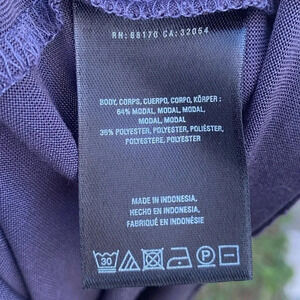 RN: 68170 CA: 32054
BODY, CORPS, CUERPO, CORPO, KÖRPER :
64% MODAL, MODAL, MODAL,
MODAL, MODAL
36% POLYESTER, POLYESTER, POLIÉSTER,
POLYESTERE, POLYESTER
MADE IN INDONESIA,
HECHO EN INDONESIA,
FABRIQUÉ EN INDONÉSIE
30